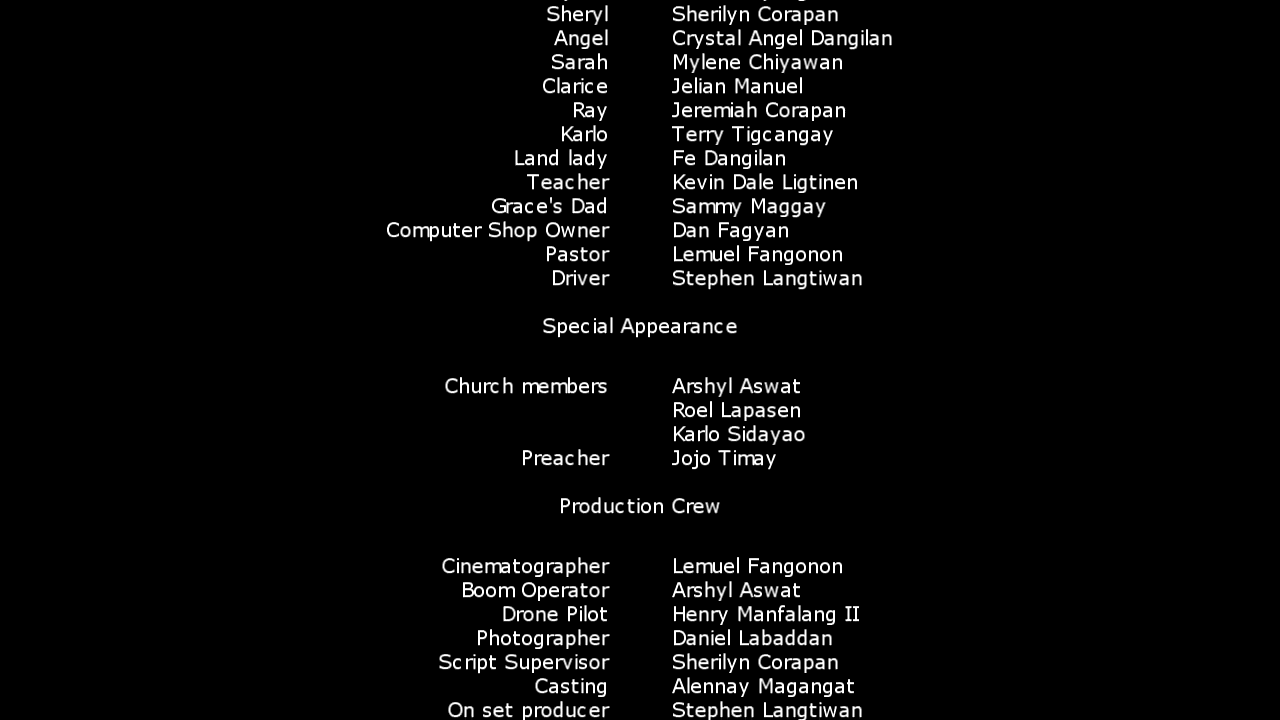 Sheryl Sherilyn Corapan
Angel Crystal Angel Dangilan
Sarah Mylene Chiyawan
Clarice Jelian Manuel
Ray Jeremiah Corapan
Karlo Terry Tigcangay
Land lady Fe Dangilan
Teacher Kevin Dale Ligtinen
Grace's Dad Sammy Maggay
Computer Shop Owner Dan Fagyan
Pastor Lemuel Fangonon
Driver Stephen Langtiwan
Special Appearance
Church members Arshyl Aswat
Roel Lapasen
Karlo Sidayao
Preacher Jojo Timay
Production Crew
Cinematographer Lemuel Fangonon
Boom Operator Arshyl Aswat
Drone Pilot Henry Manfalang II
Photographer Daniel Labaddan
Script Supervisor Sherilyn Corapan
Casting Alennay Magangat
On set producer Stephen Langtiwan